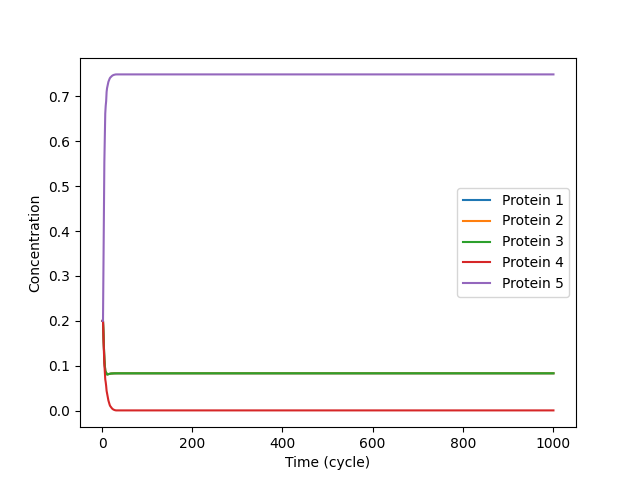 0.7
0.6
0.5
0.4
0.3
0.2
0.1
0.0
Concentration
0
200
400
600
800
1000
Time (cycle)
Protein 1
Protein 2
Protein 3
Protein 4
Protein 5